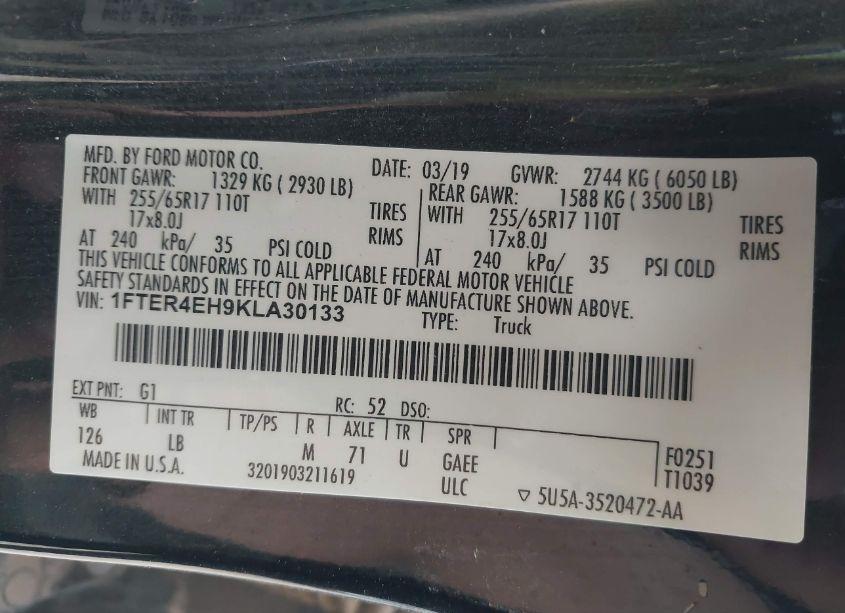 MFD. BY FORD MOTOR CO. DATE: 03/19 GVWR: 2744 KG ( 6050 LB)
FRONT GAWR: 1329 KG ( 2930 LB) REAR GAWR: 1588 KG ( 3500 LB)
WITH 255/65R17 110T TIRES WITH 255/65R17 110T TIRES
17x8.0J RIMS 17x8.0J RIMS
AT 240 kPa/ 35 PSI COLD AT 240 kPa/ 35 PSI COLD
THIS VEHICLE CONFORMS TO ALL APPLICABLE FEDERAL MOTOR VEHICLE
SAFETY STANDARDS IN EFFECT ON THE DATE OF MANUFACTURE SHOWN ABOVE.
VIN: 1FTER4EH9KLA30133 TYPE: Truck
EXT PNT: G1 RC: 52 DSO:
WB INT TR TP/PS R AXLE TR SPR
126 LB M 71 U GAEE F0251
MADE IN U.S.A. 3201903211619 ULC T1039
▽ 5U5A-3520472-AA